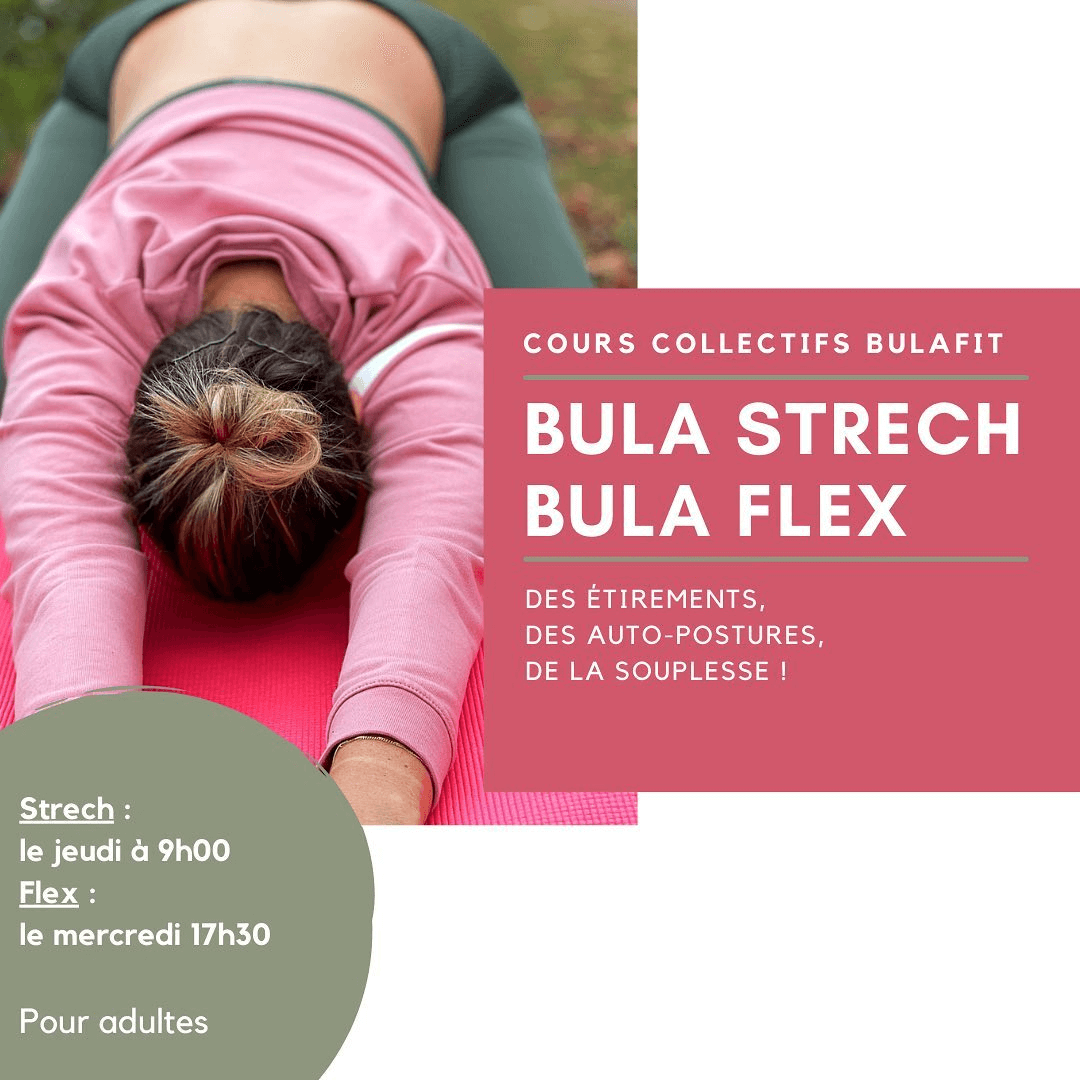 COURS COLLECTIFS BULAFIT
BULA STRECH
BULA FLEX
DES ÉTIREMENTS,
DES AUTO-POSTURES,
DE LA SOUPLESSE !
Strech :
le jeudi à 9h00
Flex :
le mercredi 17h30
Pour adultes